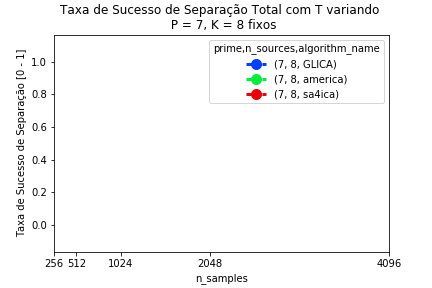 Taxa de Sucesso de Separação Total com T variando
P = 7, K = 8 fixos
prime,n_sources,algorithm_name
(7, 8, GLICA)
(7, 8, america)
(7, 8, sa4ica)
Taxa de Sucesso de Separação [0 - 1]
1.0
0.8
0.6
0.4
0.2
0.0
256 512 1024 2048 4096
n_samples